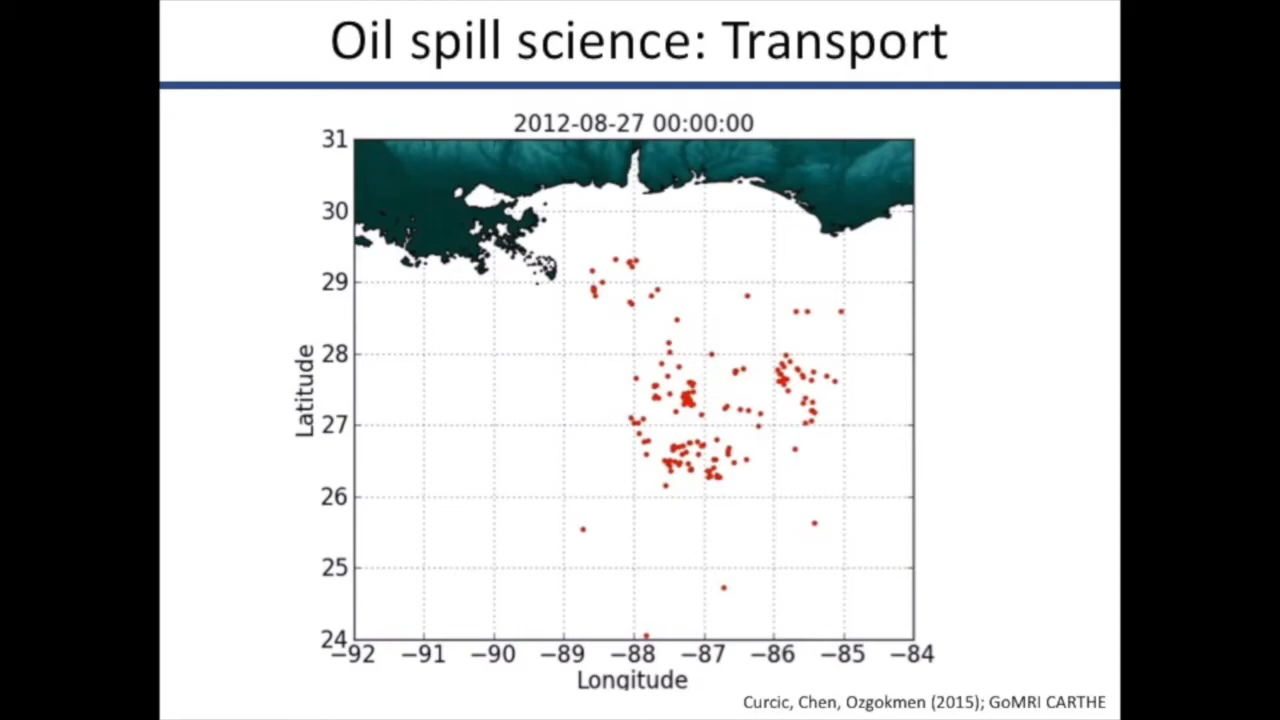 Oil spill science: Transport
2012-08-27 00:00:00
31
30
29
28
27
26
25
24
Latitude
−92 −91 −90 −89 −88 −87 −86 −85 −84
Longitude
Curcic, Chen, Ozgokmen (2015); GoMRI CARTHE